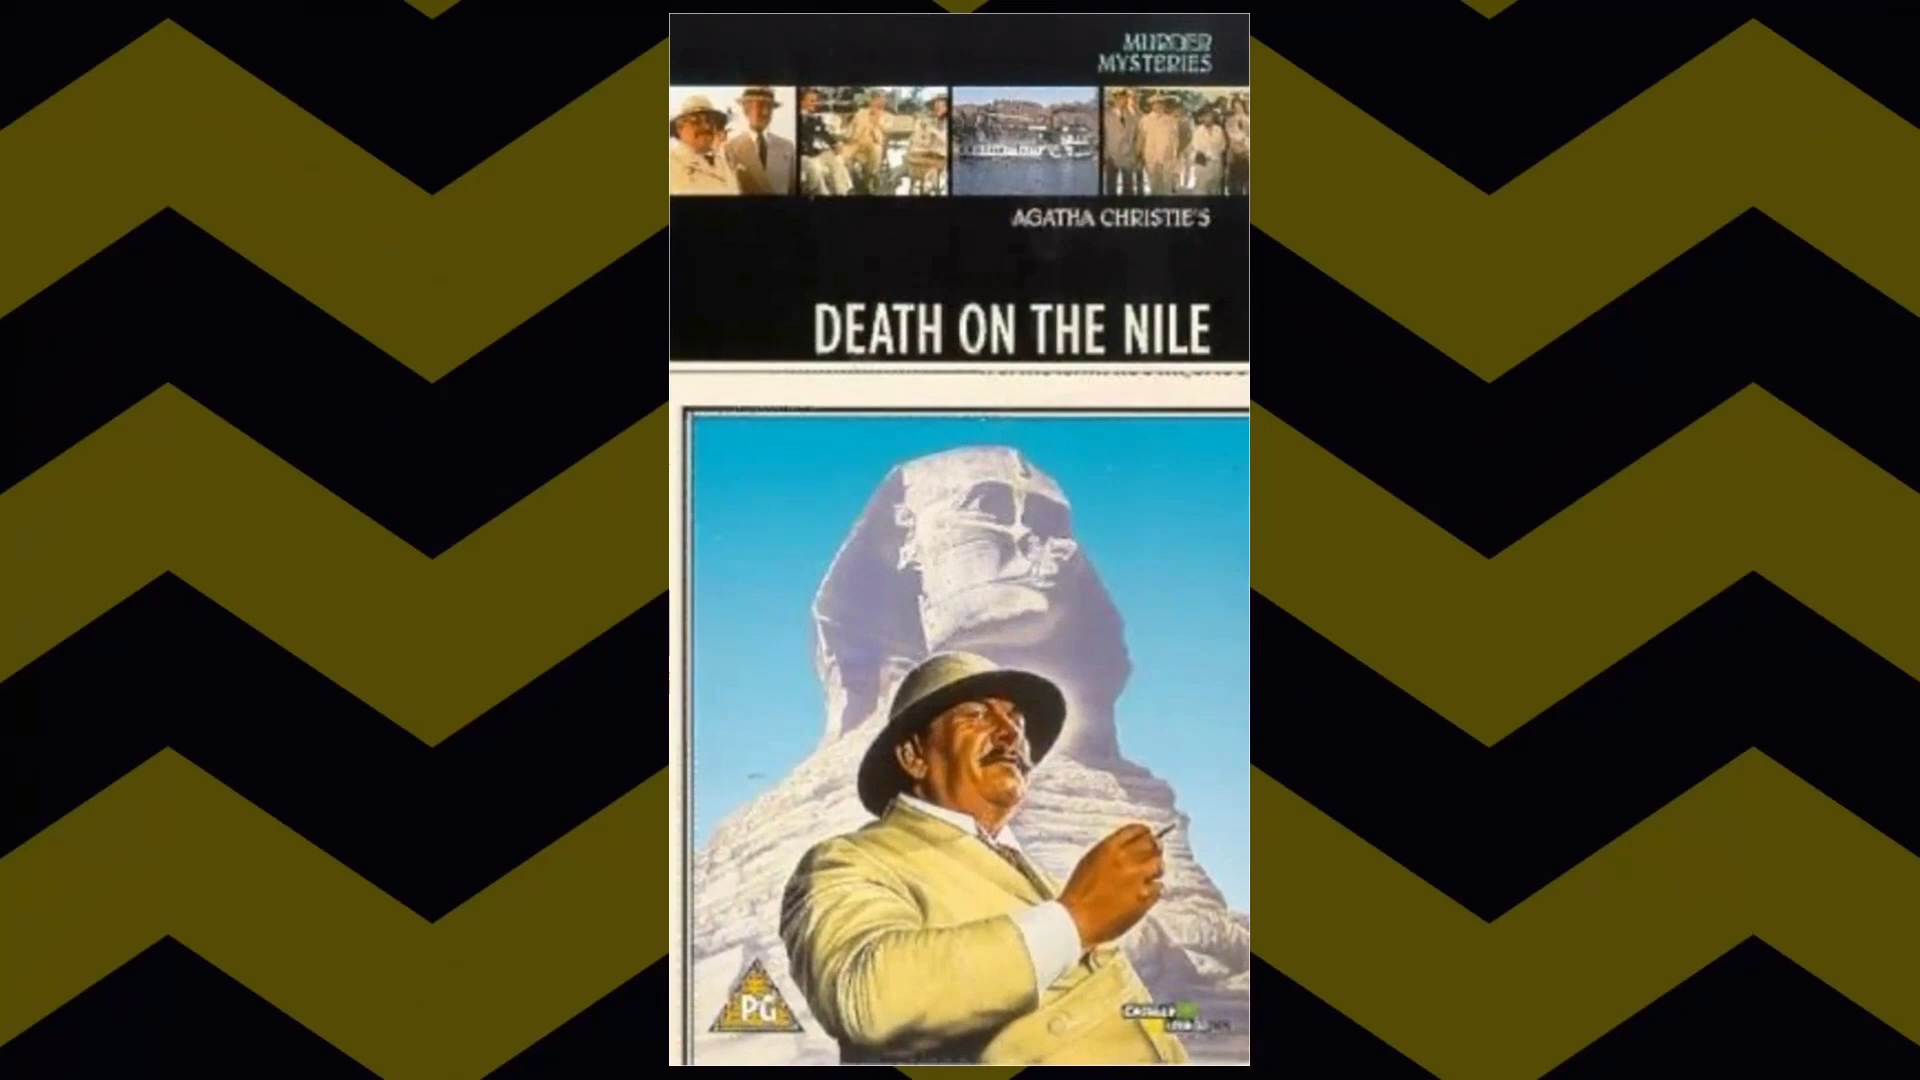 MURDER
MYSTERIES
AGATHA CHRISTIE'S
DEATH ON THE NILE
PG